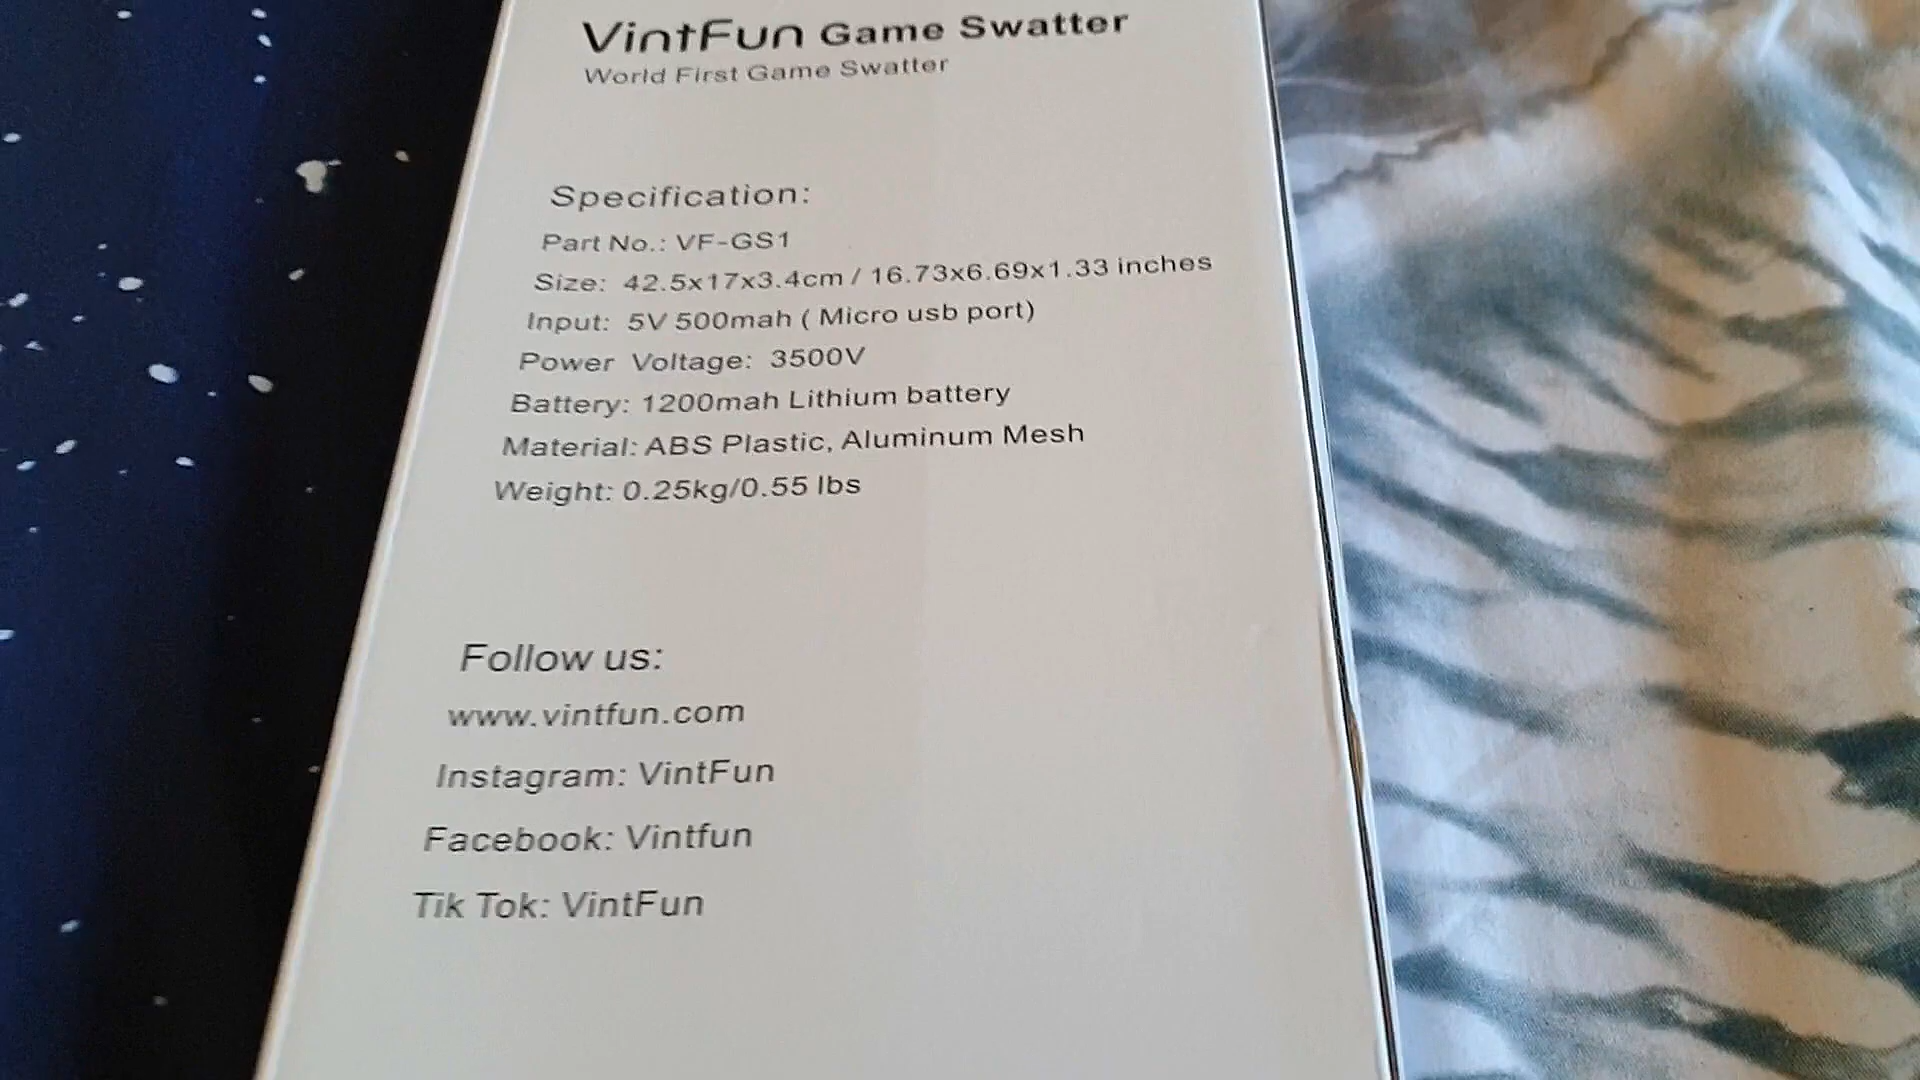 VintFun Game Swatter
World First Game Swatter
Specification:
Part No.: VF-GS1
Size: 42.5x17x3.4cm / 16.73x6.69x1.33 inches
Input: 5V 500mah ( Micro usb port)
Power Voltage: 3500V
Battery: 1200mah Lithium battery
Material: ABS Plastic, Aluminum Mesh
Weight: 0.25kg/0.55 lbs
Follow us:
www.vintfun.com
Instagram: VintFun
Facebook: Vintfun
Tik Tok: VintFun